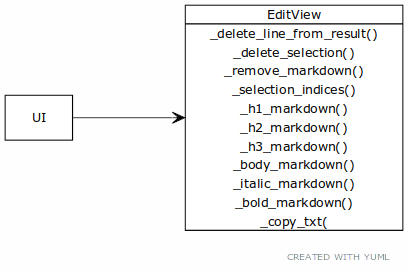 EditView
_delete_line_from_result()
_delete_selection()
_remove_markdown()
_selection_indices()
UI
_h1_markdown()
_h2_markdown()
_h3_markdown()
_body_markdown()
_italic_markdown()
_bold_markdown()
_copy_txt(
CREATED WITH YUML